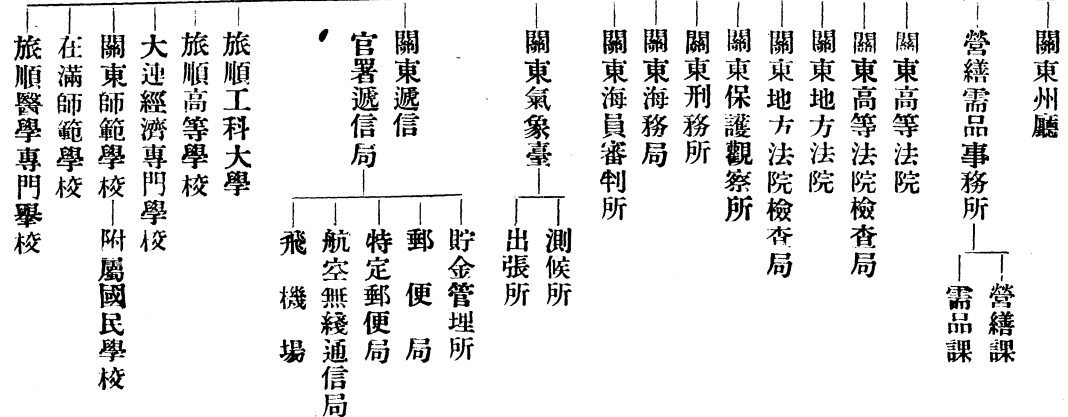 關東州廳
營繕需品事務所
營繕課
需品課
關東高等法院
關東高等法院檢查局
關東地方法院
關東地方法院檢查局
關東保護觀察所
關東刑務所
關東海務局
關東海員審判所
關東氣象臺
測候所
出張所
關東遞信
官署遞信局
貯金管理所
郵便局
特定郵便局
航空無綫通信局
飛機場
旅順工科大學
旅順高等學校
大連經濟專門學校
關東師範學校—附屬國民學校
在滿師範學校
旅順醫學專門學校